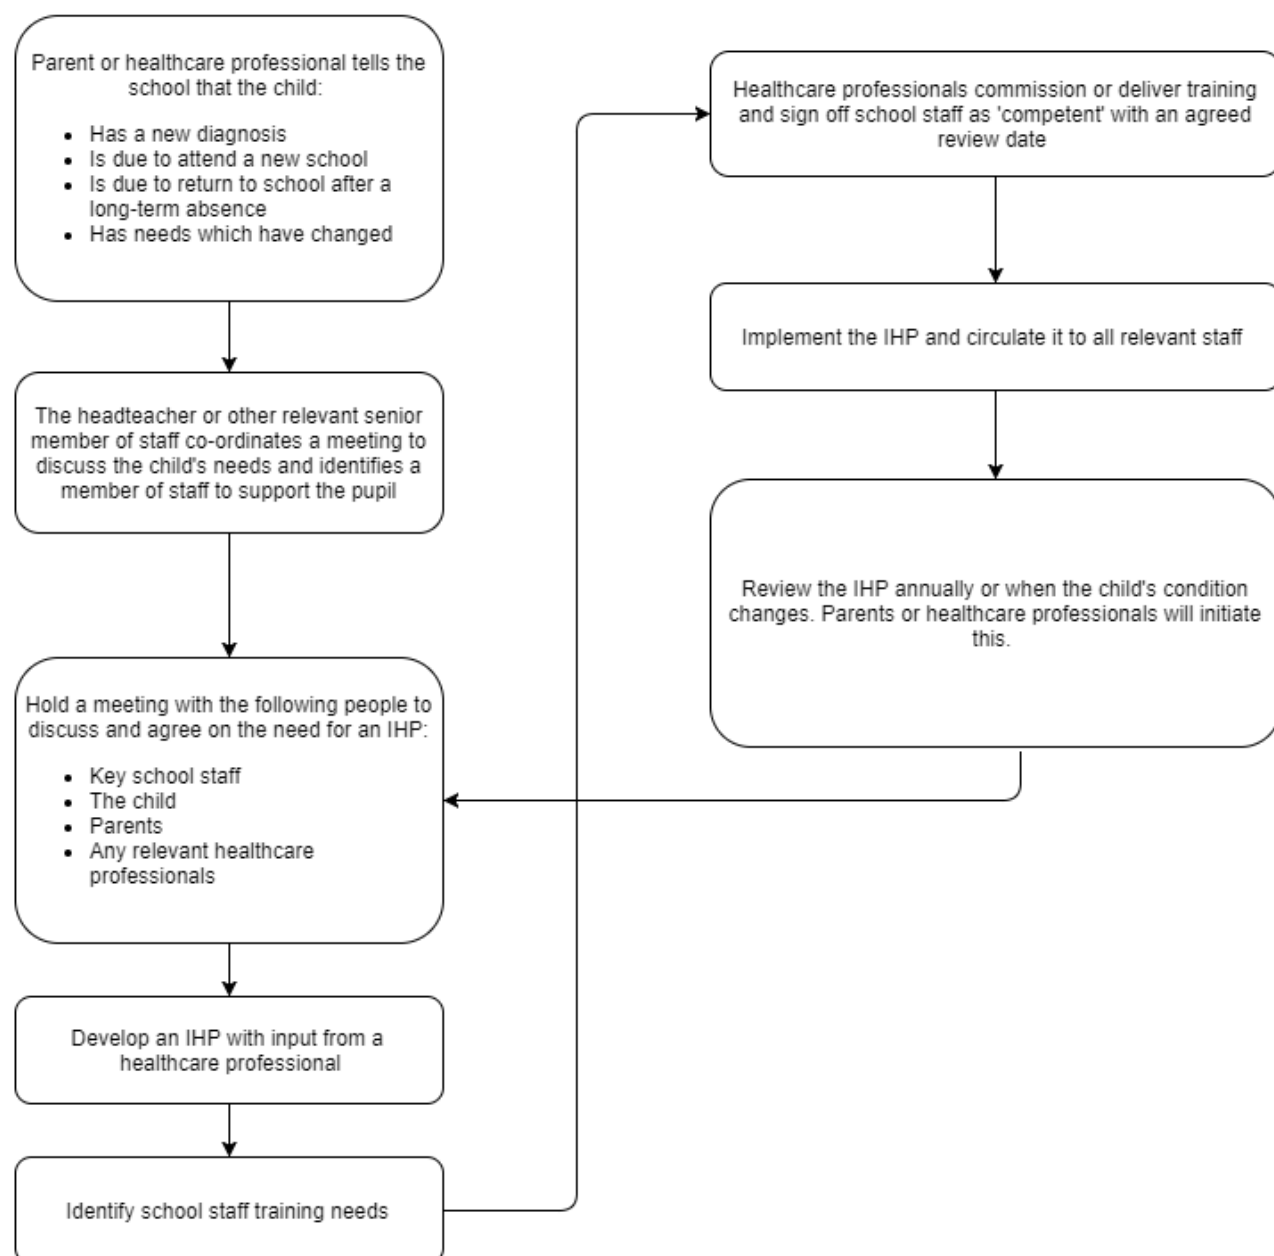 Parent or healthcare professional tells the
school that the child:
• Has a new diagnosis
• Is due to attend a new school
• Is due to return to school after a
long-term absence
• Has needs which have changed
The headteacher or other relevant senior
member of staff co-ordinates a meeting to
discuss the child's needs and identifies a
member of staff to support the pupil
Hold a meeting with the following people to
discuss and agree on the need for an IHP:
• Key school staff
• The child
• Parents
• Any relevant healthcare
professionals
Develop an IHP with input from a
healthcare professional
Identify school staff training needs
Healthcare professionals commission or deliver training
and sign off school staff as 'competent' with an agreed
review date
Implement the IHP and circulate it to all relevant staff
Review the IHP annually or when the child's condition
changes. Parents or healthcare professionals will initiate
this.